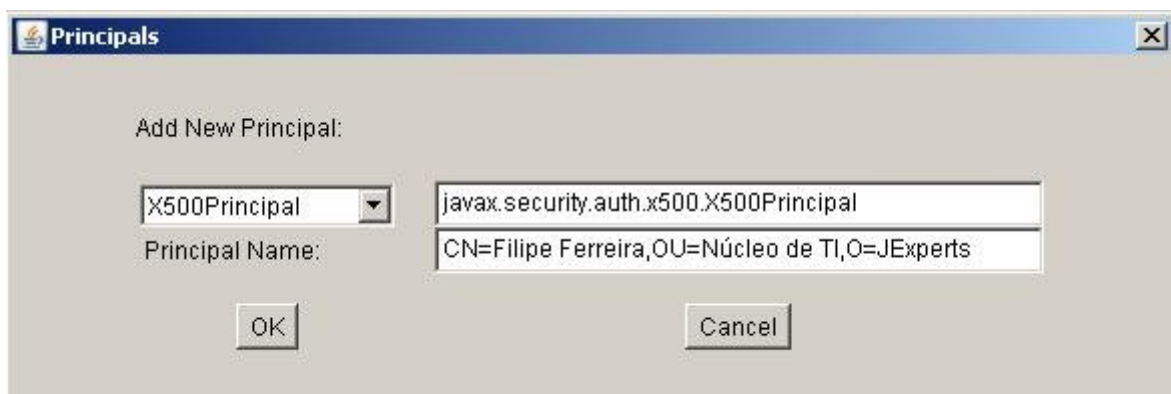 Principals
Add New Principal:
X500Principal javax.security.auth.x500.X500Principal
Principal Name: CN=Filipe Ferreira,OU=Núcleo de TI,O=JExperts
OK Cancel